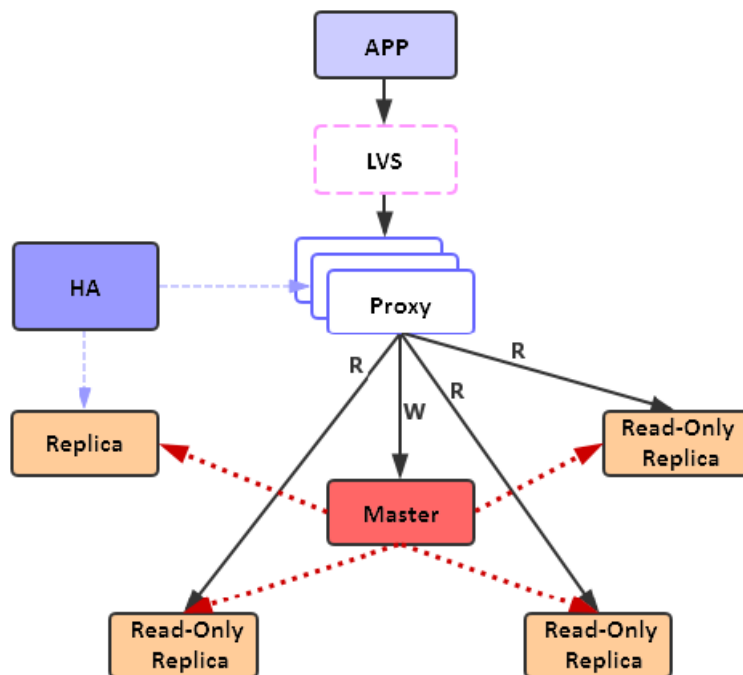 APP
LVS
HA
Proxy
R
R
W
R
Replica
Read-Only
Replica
Master
Read-Only
Replica
Read-Only
Replica